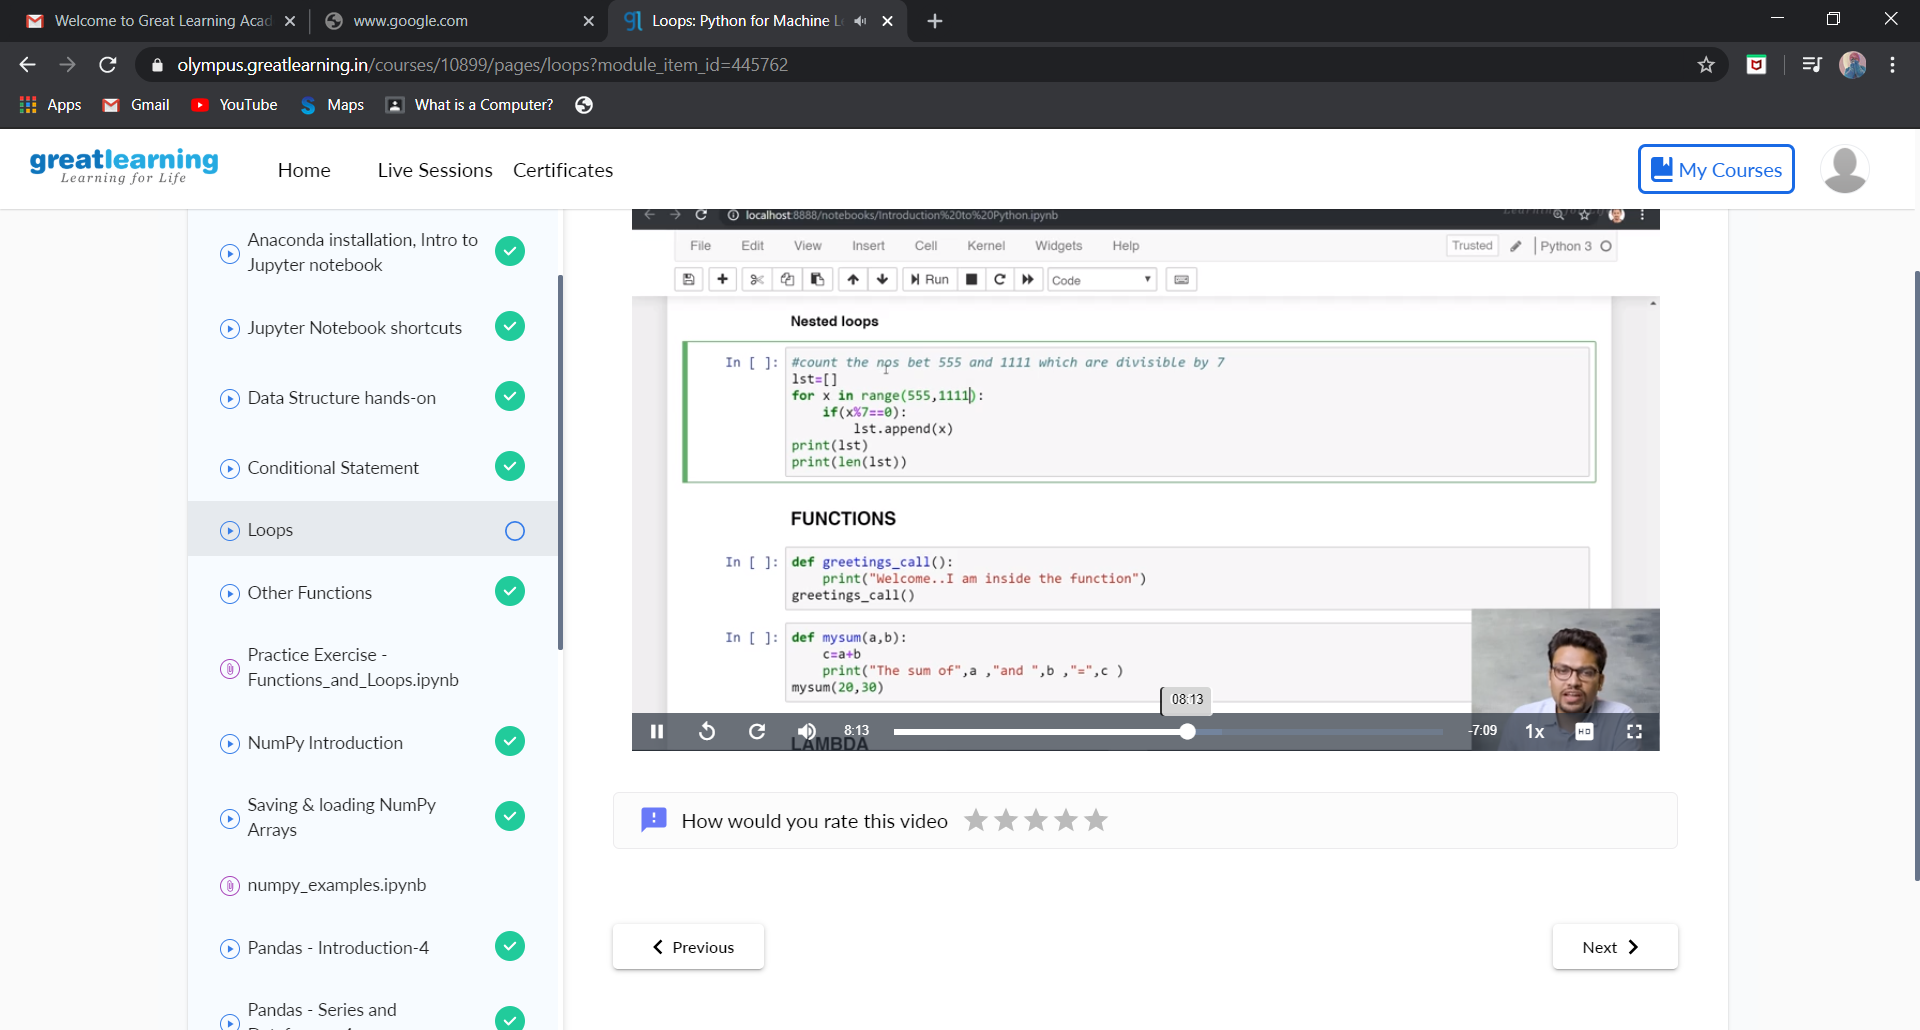 Welcome to Great Learning Acad
www.google.com
Loops: Python for Machine L
olympus.greatlearning.in/courses/10899/pages/loops?module_item_id=445762
Apps
Gmail
YouTube
Maps
What is a Computer?
greatlearning
Learning for Life
Home
Live Sessions
Certificates
My Courses
Anaconda installation, Intro to
Jupyter notebook
Jupyter Notebook shortcuts
Data Structure hands-on
Conditional Statement
Loops
Other Functions
Practice Exercise -
Functions_and_Loops.ipynb
NumPy Introduction
Saving & loading NumPy
Arrays
numpy_examples.ipynb
Pandas - Introduction-4
Pandas - Series and
localhost:8888/notebooks/Introduction%20to%20Python.ipynb
File Edit View Insert Cell Kernel Widgets Help
Trusted
Python 3
Run
Code
Nested loops
In [ ]:
#count the nos bet 555 and 1111 which are divisible by 7
lst=[]
for x in range(555,1111):
if(x%7==0):
lst.append(x)
print(lst)
print(len(lst))
FUNCTIONS
In [ ]:
def greetings_call():
print("Welcome..I am inside the function")
greetings_call()
In [ ]:
def mysum(a,b):
c=a+b
print("The sum of",a ,"and ",b ,"=",c )
mysum(20,30)
08:13
8:13
-7:09
1x
HD
LAMBDA
How would you rate this video
Previous
Next